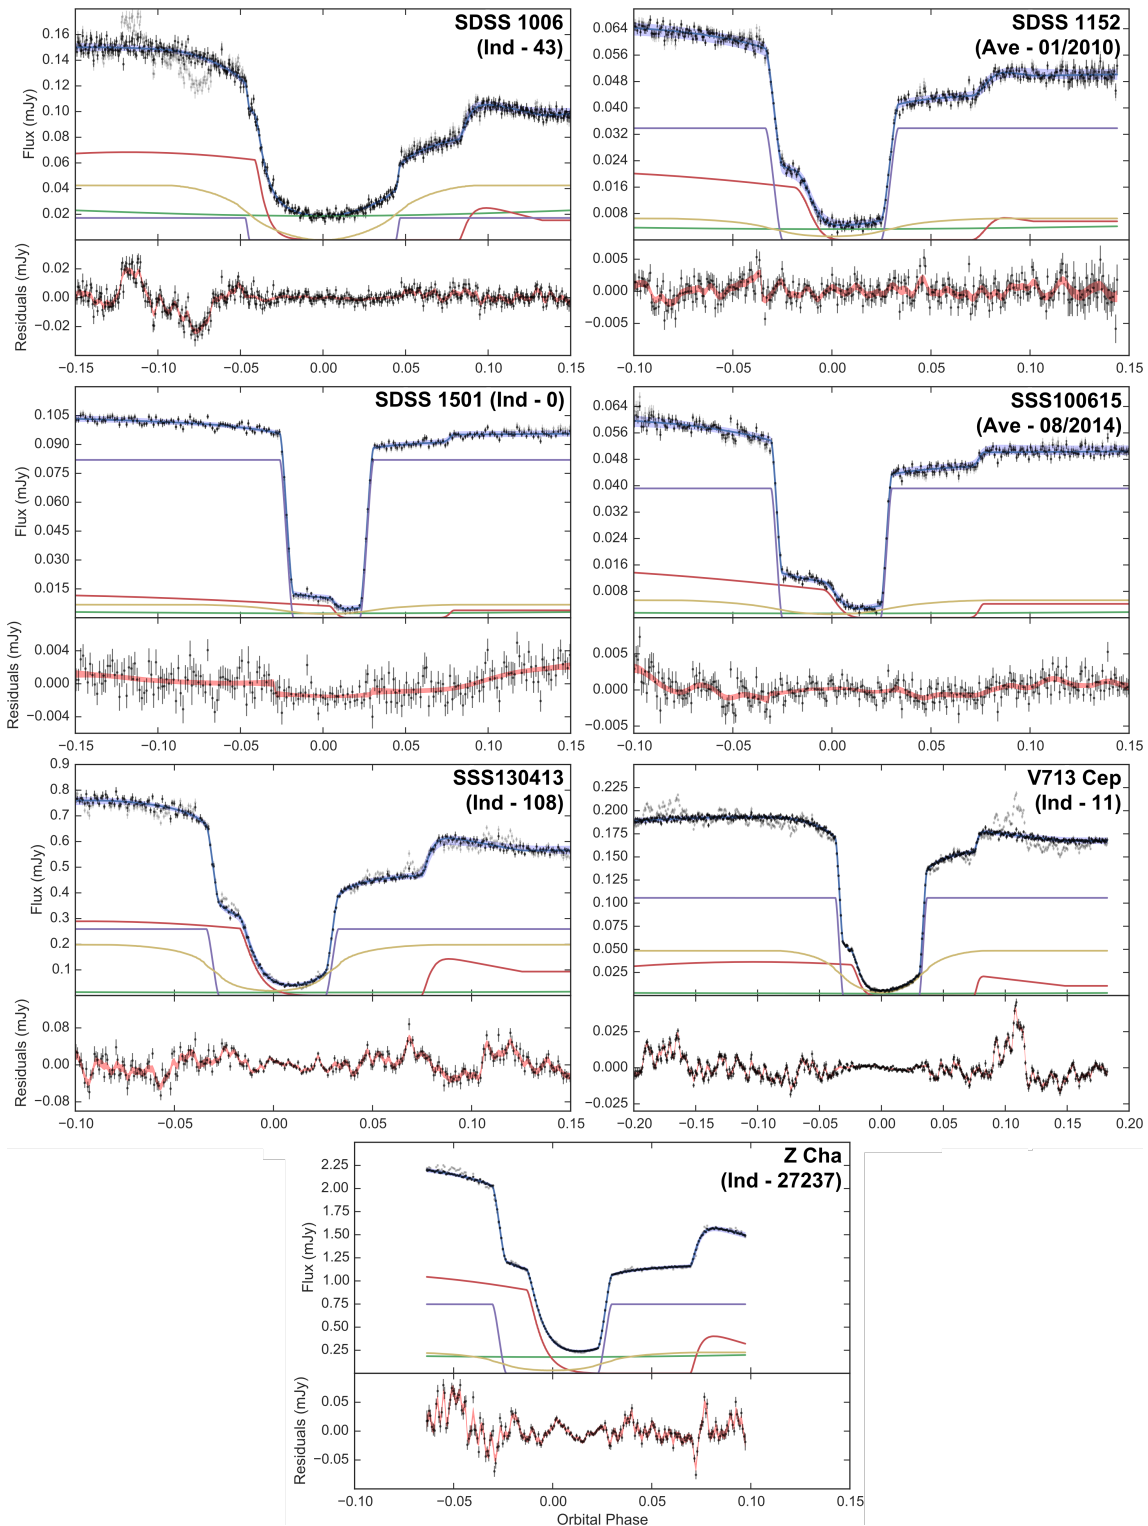 SDSS 1006
(Ind - 43)
Flux (mJy)
0.16
0.14
0.12
0.10
0.08
0.06
0.04
0.02
Residuals (mJy)
0.02
0.00
−0.02
−0.15 −0.10 −0.05 0.00 0.05 0.10 0.15
SDSS 1152
(Ave - 01/2010)
0.064
0.056
0.048
0.040
0.032
0.024
0.016
0.008
0.005
0.000
−0.005
−0.10 −0.05 0.00 0.05 0.10 0.15
SDSS 1501 (Ind - 0)
Flux (mJy)
0.105
0.090
0.075
0.060
0.045
0.030
0.015
Residuals (mJy)
0.004
0.000
−0.004
−0.15 −0.10 −0.05 0.00 0.05 0.10 0.15
SSS100615
(Ave - 08/2014)
0.064
0.056
0.048
0.040
0.032
0.024
0.016
0.008
0.005
0.000
−0.005
−0.10 −0.05 0.00 0.05 0.10 0.15
SSS130413
(Ind - 108)
Flux (mJy)
0.9
0.8
0.7
0.6
0.5
0.4
0.3
0.2
0.1
Residuals (mJy)
0.08
0.00
−0.08
−0.10 −0.05 0.00 0.05 0.10 0.15
V713 Cep
(Ind - 11)
0.225
0.200
0.175
0.150
0.125
0.100
0.075
0.050
0.025
0.025
0.000
−0.025
−0.20 −0.15 −0.10 −0.05 0.00 0.05 0.10 0.15 0.20
Z Cha
(Ind - 27237)
Flux (mJy)
2.25
2.00
1.75
1.50
1.25
1.00
0.75
0.50
0.25
Residuals (mJy)
0.05
0.00
−0.05
−0.10 −0.05 0.00 0.05 0.10 0.15
Orbital Phase